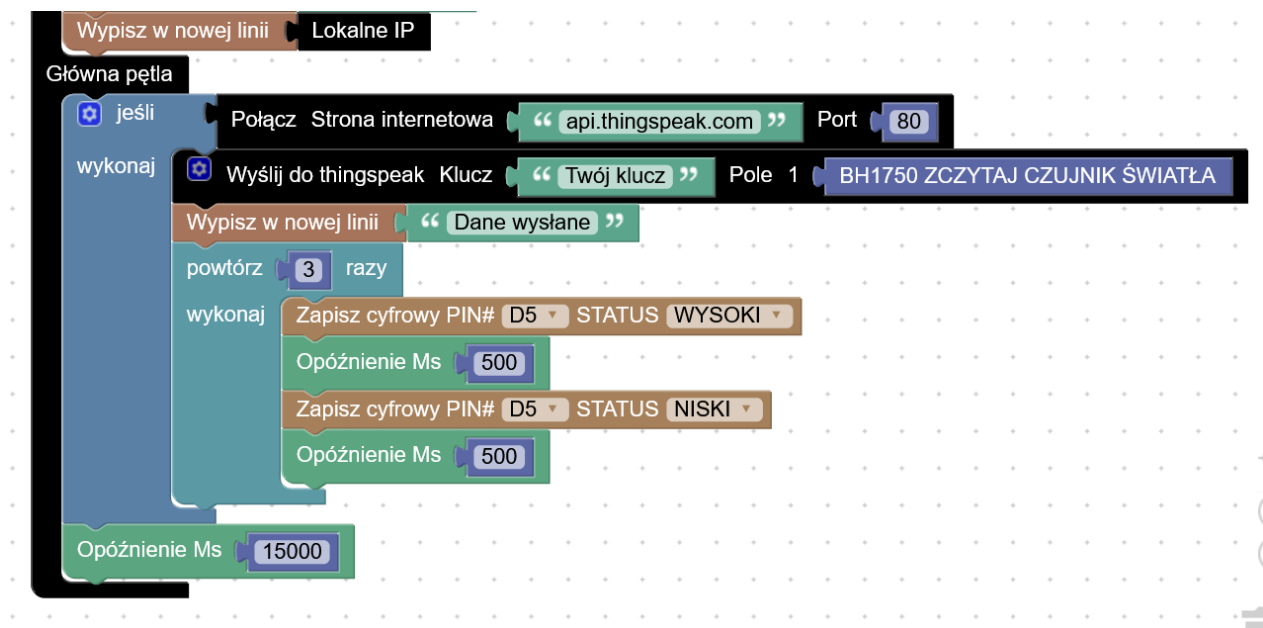 Wypisz w nowej linii Lokalne IP
Główna pętla
jeśli Połącz Strona internetowa “ api.thingspeak.com ” Port 80
wykonaj Wyślij do thingspeak Klucz “ Twój klucz ” Pole 1 BH1750 ZCZYTAJ CZUJNIK ŚWIATŁA
Wypisz w nowej linii “ Dane wysłane ”
powtórz 3 razy
wykonaj Zapisz cyfrowy PIN# D5 STATUS WYSOKI
Opóźnienie Ms 500
Zapisz cyfrowy PIN# D5 STATUS NISKI
Opóźnienie Ms 500
Opóźnienie Ms 15000